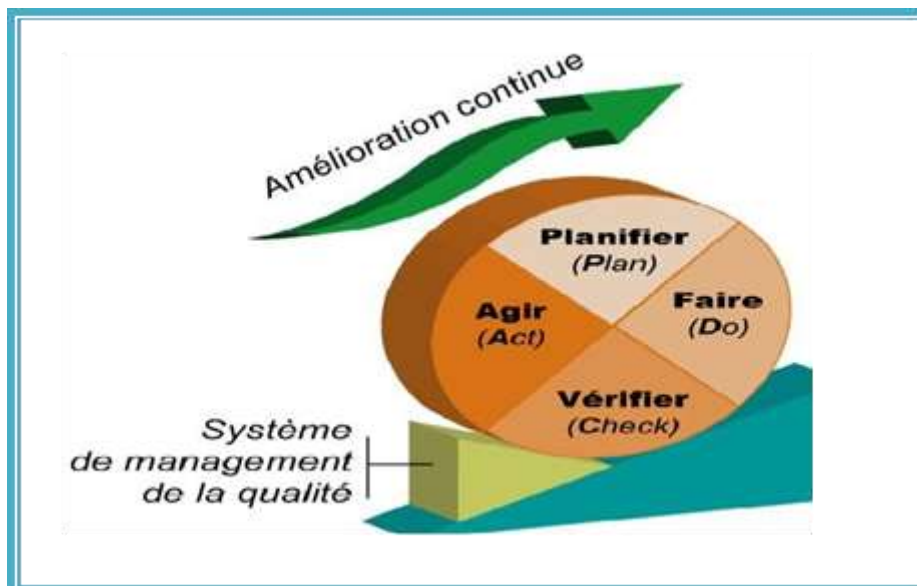 Amélioration continue
Planifier
(Plan)
Faire
(Do)
Agir
(Act)
Vérifier
(Check)
Système
de management
de la qualité